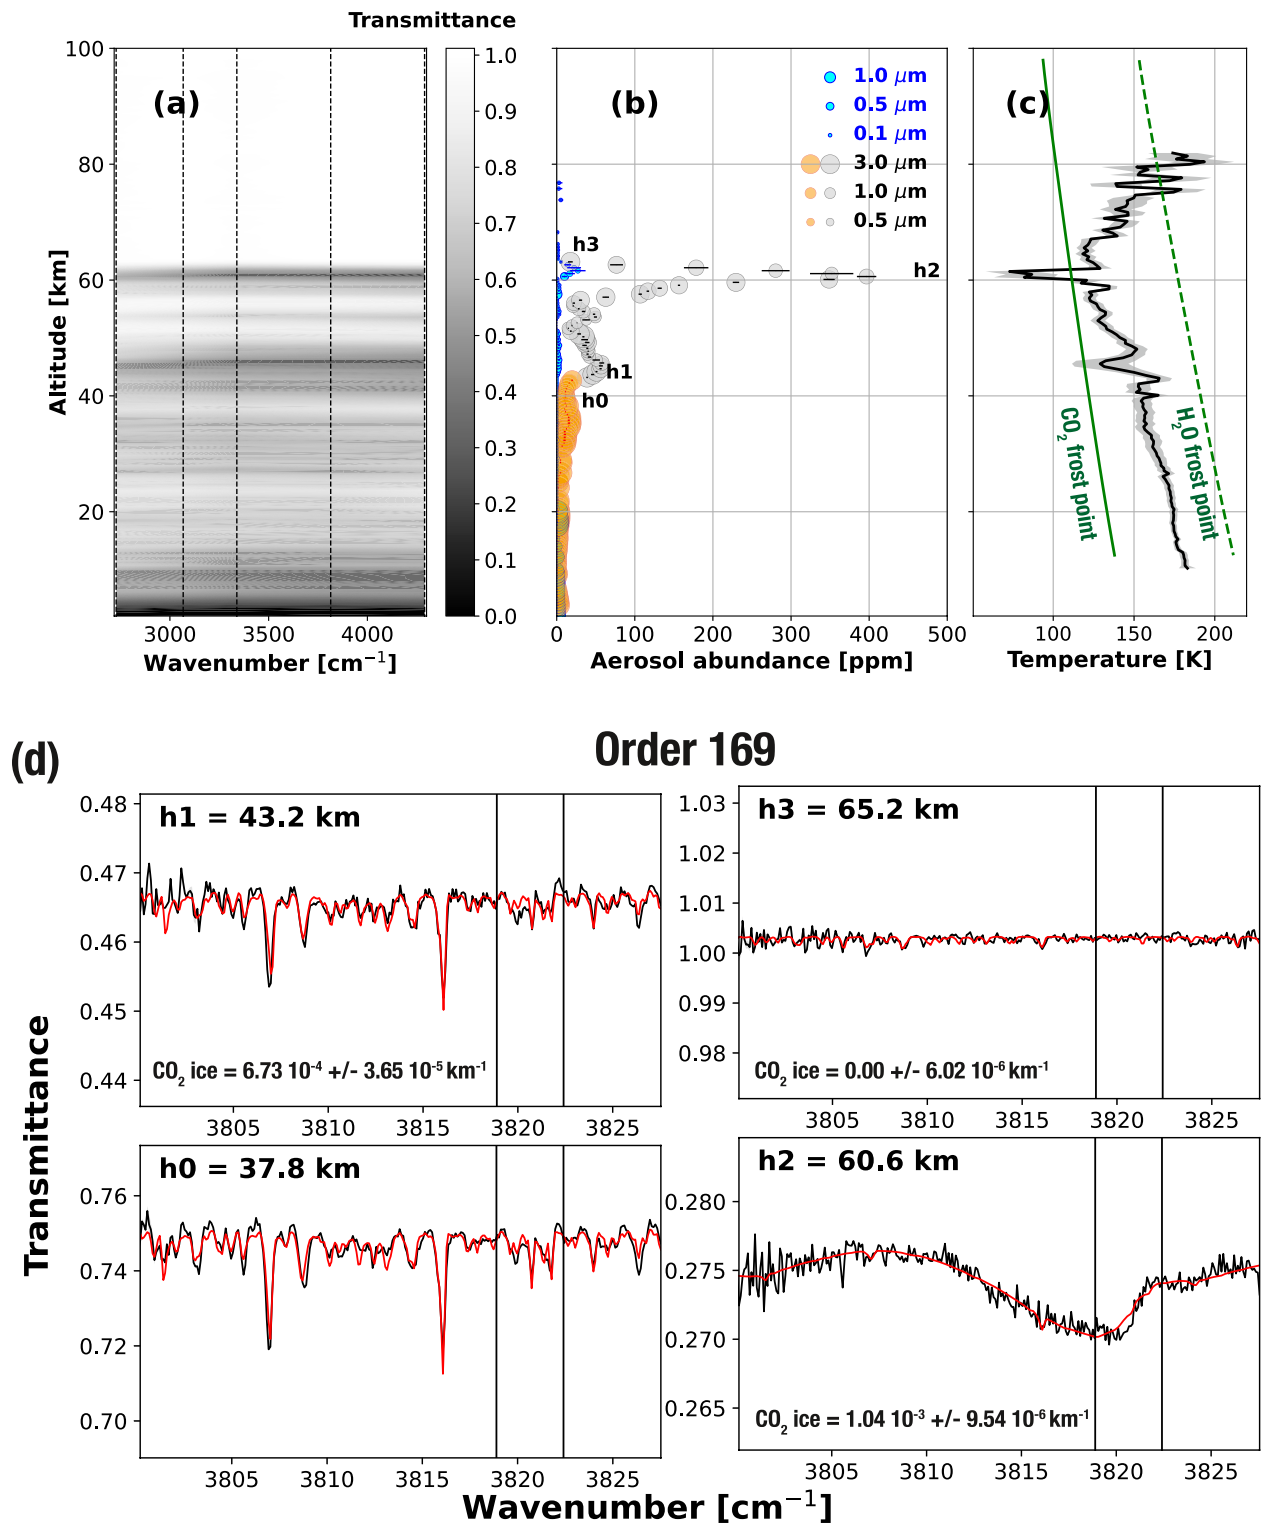 Transmittance
(a)
100
80
60
40
20
Altitude [km]
3000 3500 4000
Wavenumber [cm⁻¹]
1.0
0.9
0.8
0.7
0.6
0.5
0.4
0.3
0.2
0.1
0.0
(b)
1.0 μm
0.5 μm
0.1 μm
3.0 μm
1.0 μm
0.5 μm
h3
h2
h1
h0
0 100 200 300 400 500
Aerosol abundance [ppm]
(c)
CO₂ frost point
H₂O frost point
100 150 200
Temperature [K]
(d)
Order 169
Transmittance
h1 = 43.2 km
0.48
0.47
0.46
0.45
0.44
CO₂ ice = 6.73 10⁻⁴ +/- 3.65 10⁻⁵ km⁻¹
3805 3810 3815 3820 3825
h3 = 65.2 km
1.03
1.02
1.01
1.00
0.99
0.98
CO₂ ice = 0.00 +/- 6.02 10⁻⁶ km⁻¹
3805 3810 3815 3820 3825
h0 = 37.8 km
0.76
0.74
0.72
0.70
3805 3810 3815 3820 3825
h2 = 60.6 km
0.280
0.275
0.270
0.265
CO₂ ice = 1.04 10⁻³ +/- 9.54 10⁻⁶ km⁻¹
3805 3810 3815 3820 3825
Wavenumber [cm⁻¹]